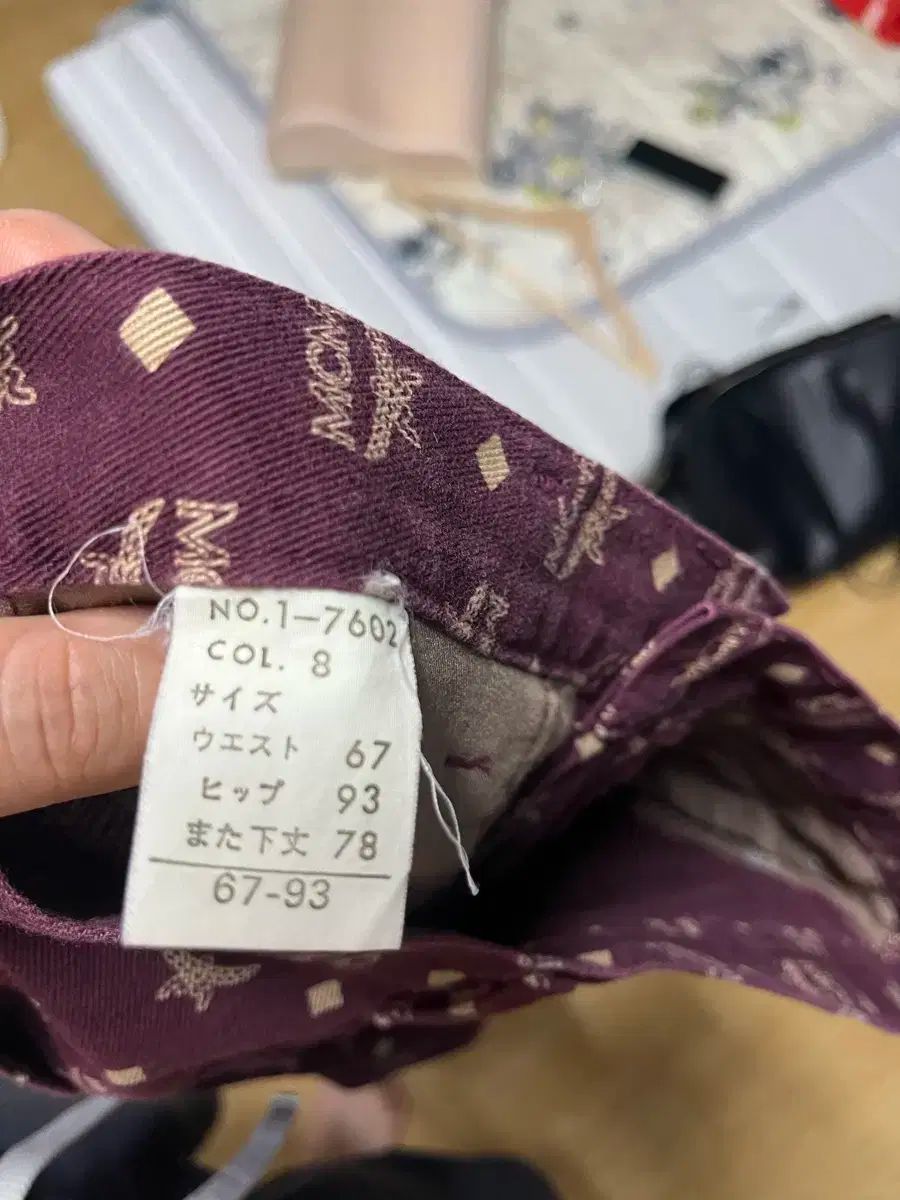 NO.1-7602
COL. 8
サイズ
ウエスト 67
ヒップ 93
また下丈 78
67-93